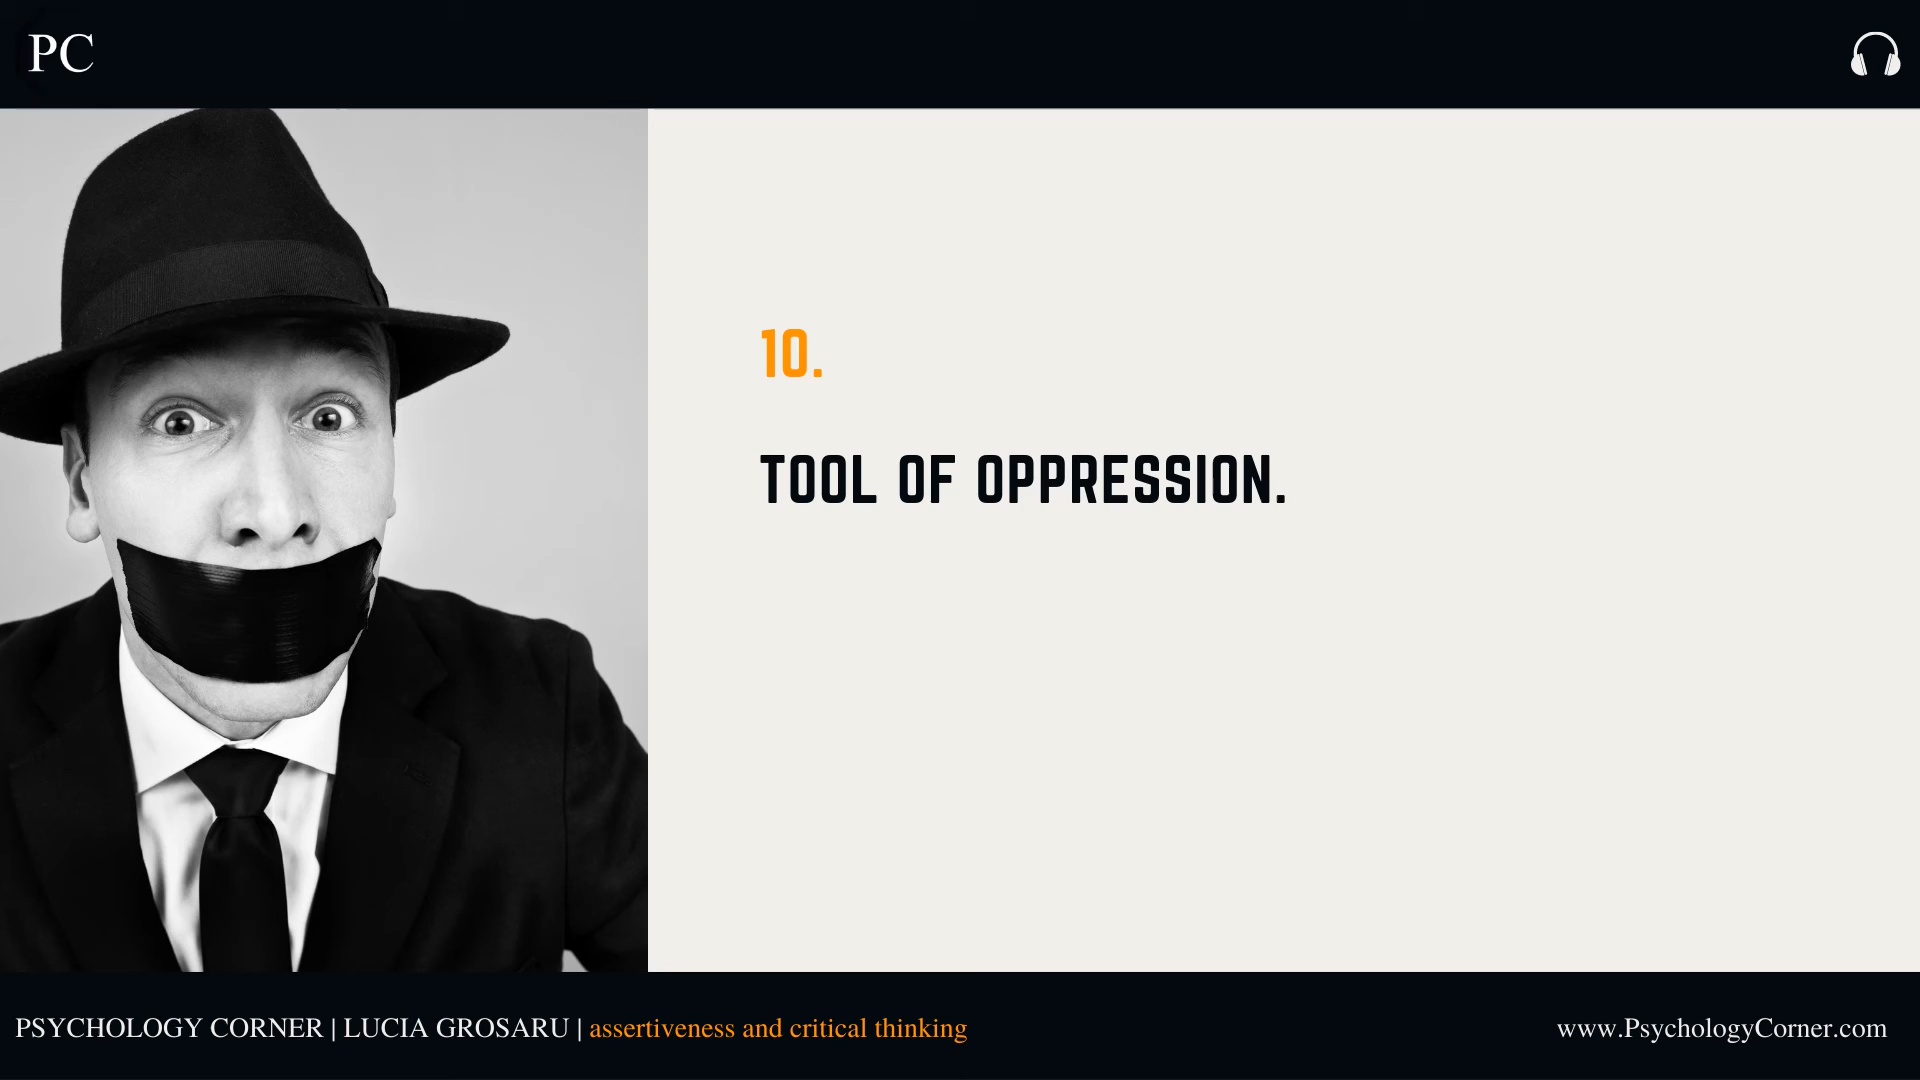 PC
10.
TOOL OF OPPRESSION.
PSYCHOLOGY CORNER | LUCIA GROSARU | assertiveness and critical thinking
www.PsychologyCorner.com